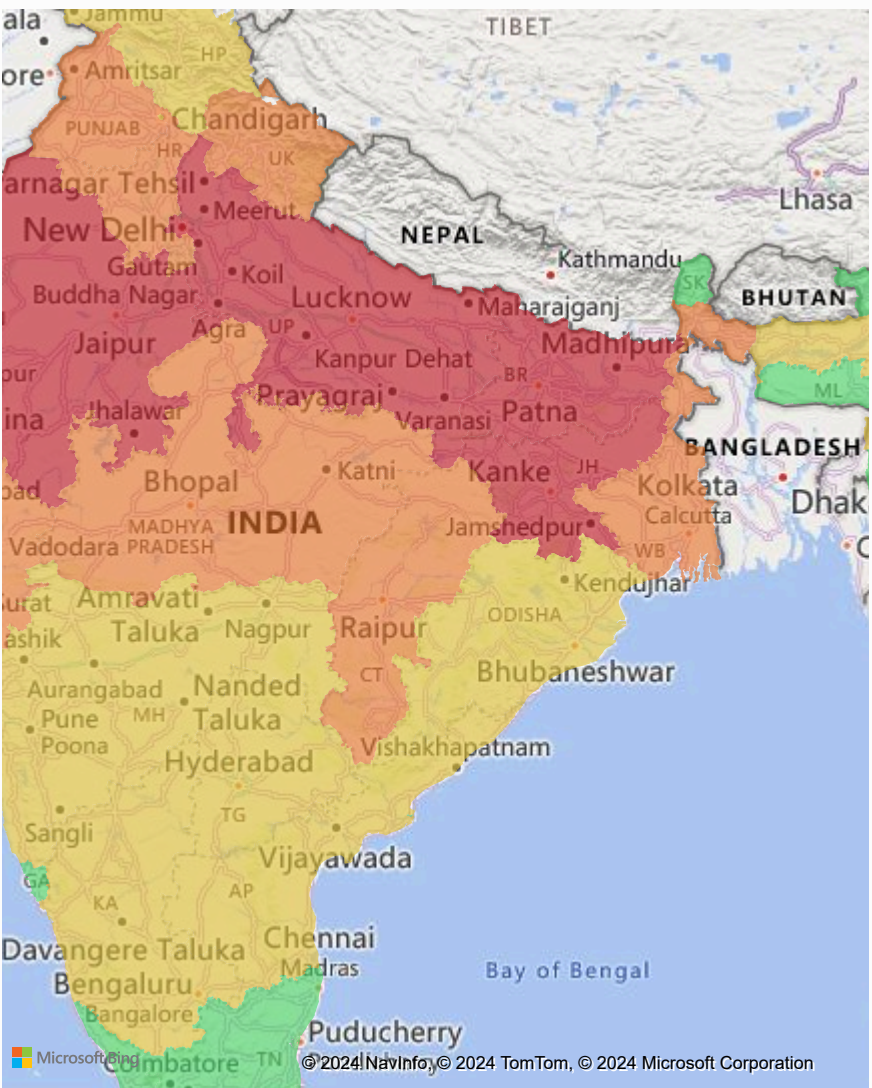 Jammu
ala
TIBET
HP
ore
Amritsar
PUNJAB
Chandigarh
HR
UK
arnagar Tehsil
Lhasa
Meerut
New Delhi
NEPAL
Kathmandu
Gautam
Buddha Nagar
Koil
SK
BHUTAN
Lucknow
Maharajganj
Agra
UP
Jaipur
Kanpur Dehat
Madhipura
pur
BR
ML
Prayagraj
Jhalawar
ina
Varanasi
Patna
BANGLADESH
Kanke
JH
Bhopal
Katni
Kolkata
Calcutta
bad
Dhak
INDIA
MADHYA
PRADESH
Jamshedpur
Vadodara
WB
C
Kendujhar
Surat
Amravati
Taluka
Nagpur
ODISHA
Raipur
ashik
CT
Bhubaneshwar
Aurangabad
Nanded
Taluka
MH
Pune
Poona
Vishakhapatnam
Hyderabad
TG
Sangli
Vijayawada
GA
AP
KA
Davangere Taluka
Chennai
Madras
Bay of Bengal
Bengaluru
Bangalore
Puducherry
Coimbatore
TN
Microsoft Bing
© 2024 NavInfo, © 2024 TomTom, © 2024 Microsoft Corporation